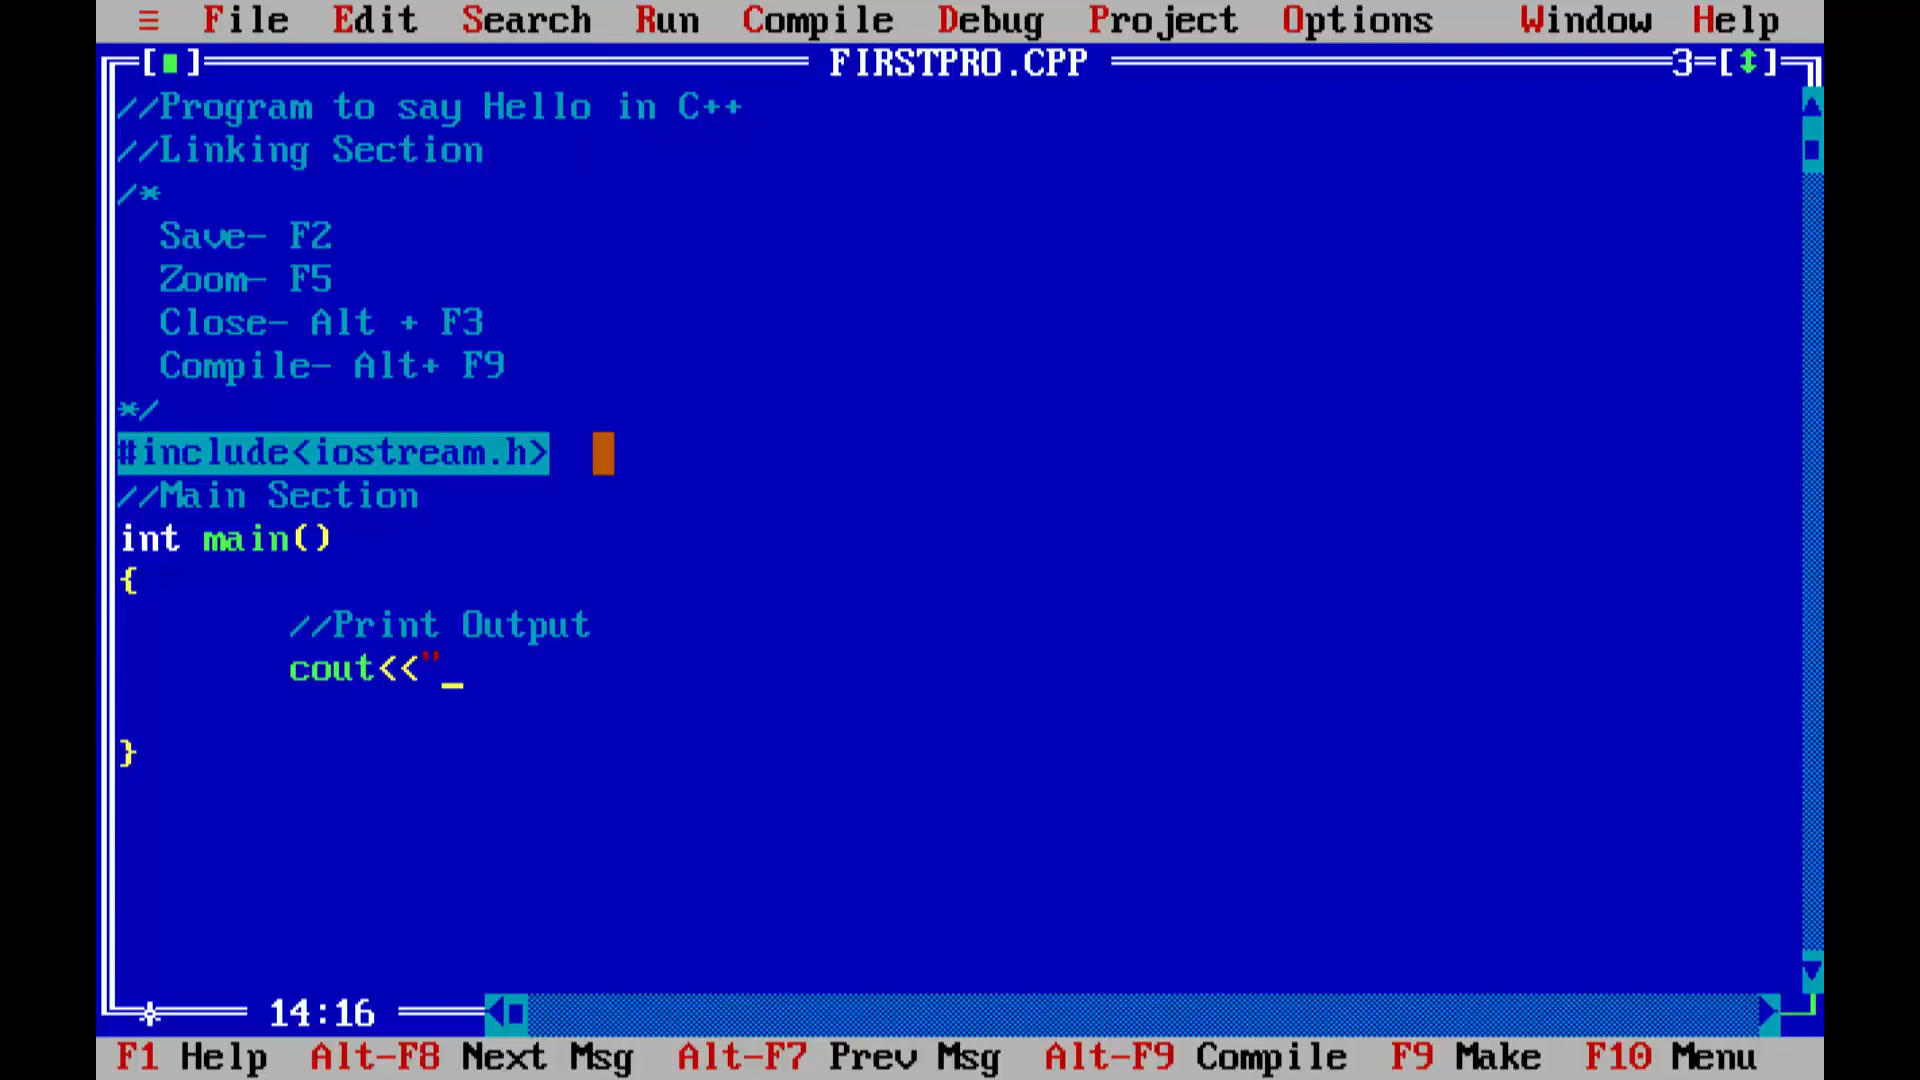 ≡ File Edit Search Run Compile Debug Project Options Window Help
[■] FIRSTPRO.CPP 3=[↕]
//Program to say Hello in C++
//Linking Section
/*
Save- F2
Zoom- F5
Close- Alt + F3
Compile- Alt+ F9
*/
#include<iostream.h>
//Main Section
int main()
{
//Print Output
cout<<"_
}
14:16
F1 Help Alt-F8 Next Msg Alt-F7 Prev Msg Alt-F9 Compile F9 Make F10 Menu